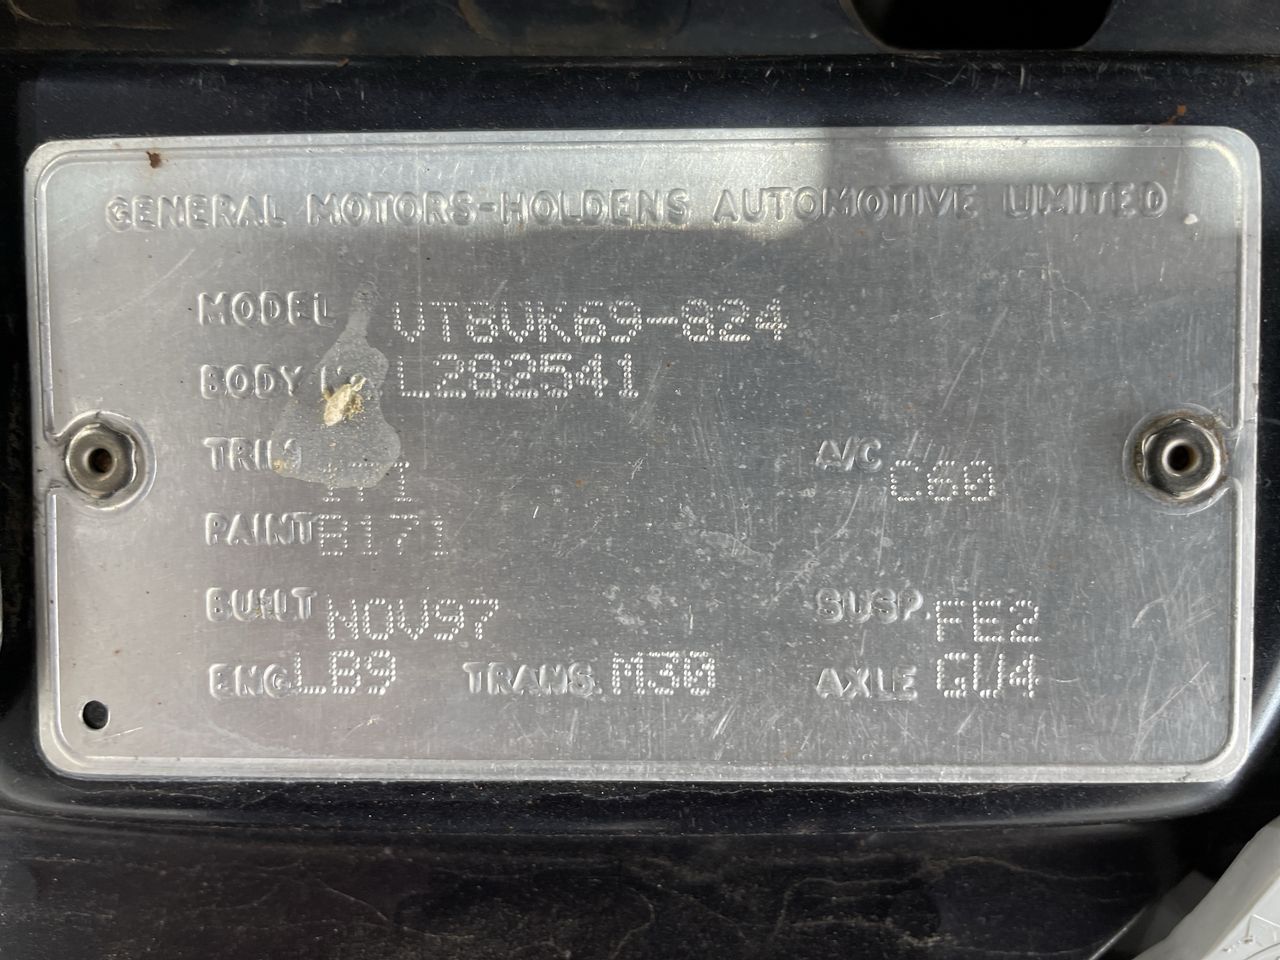 GENERAL MOTORS-HOLDENS AUTOMOTIVE LIMITED
MODEL VT8VK69-824
BODY L282541
TRIM A/C C60
PAINT B171
BUILT NOV97 SUSP FE2
ENG LB9 TRANS. M30 AXLE GU4